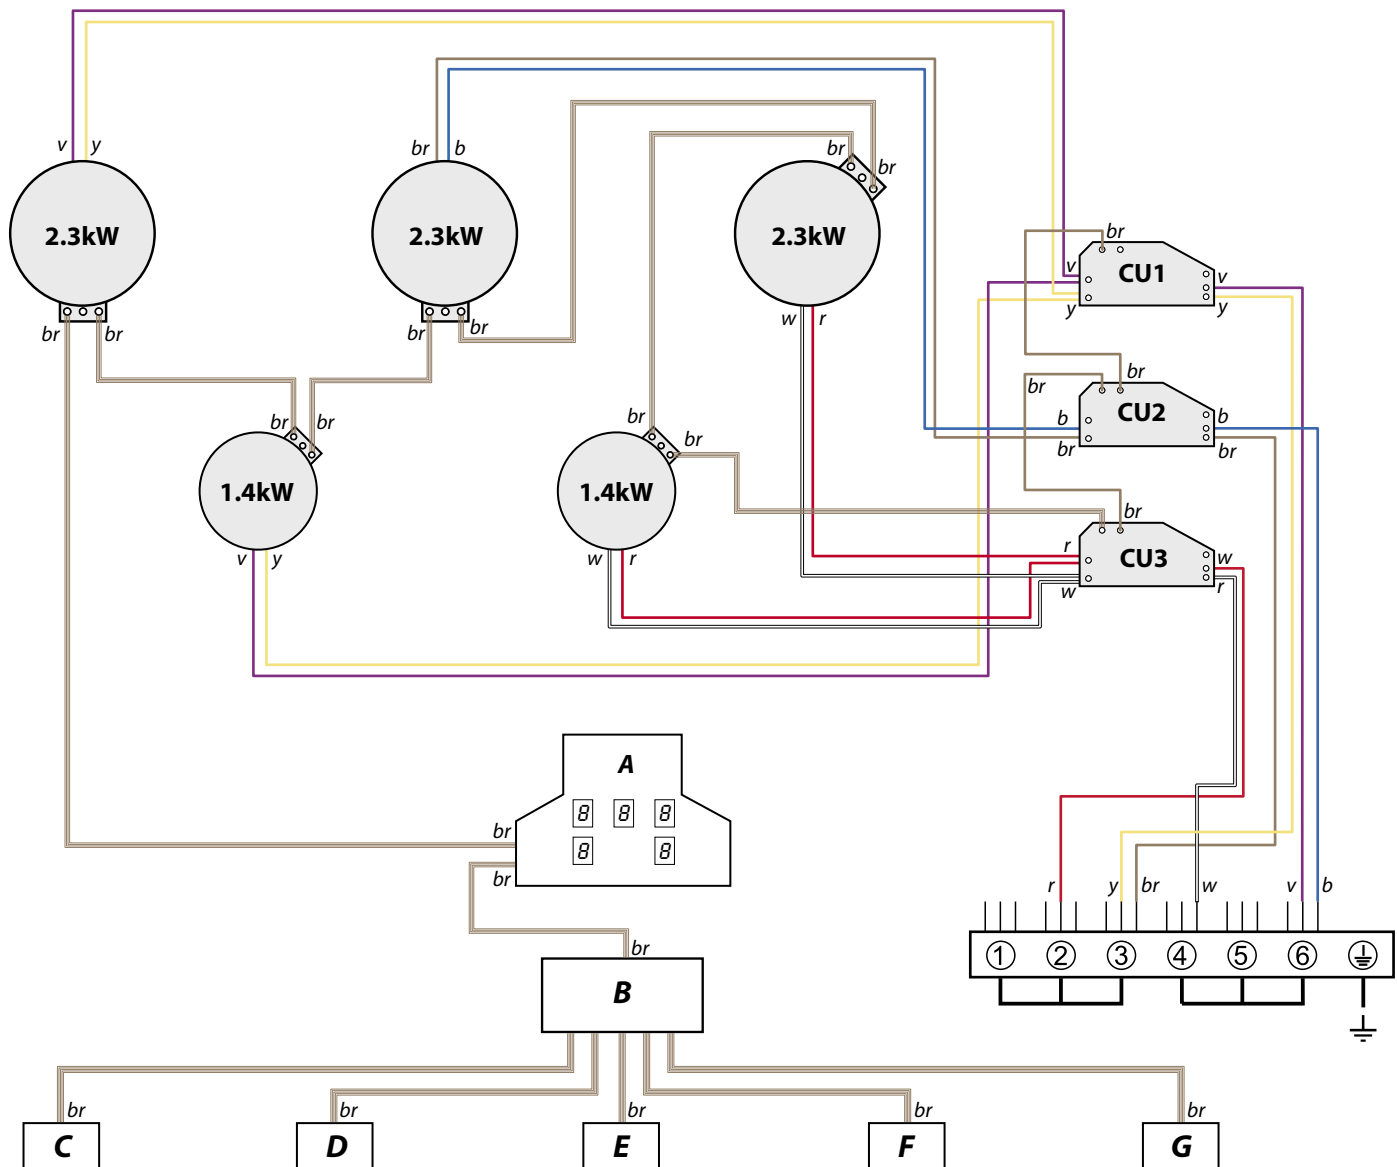 v y
br b
br br
2.3kW 2.3kW 2.3kW
br
v CU1 v
y y
br br
br br
w r
br
br
br br
br br
b CU2 b
br br
1.4kW 1.4kW
br
v y
w r
r CU3 w
w r
A
8 8 8
8 8
br
br
r y br w v b
br
1 2 3 4 5 6
B
br br br br br
C D E F G